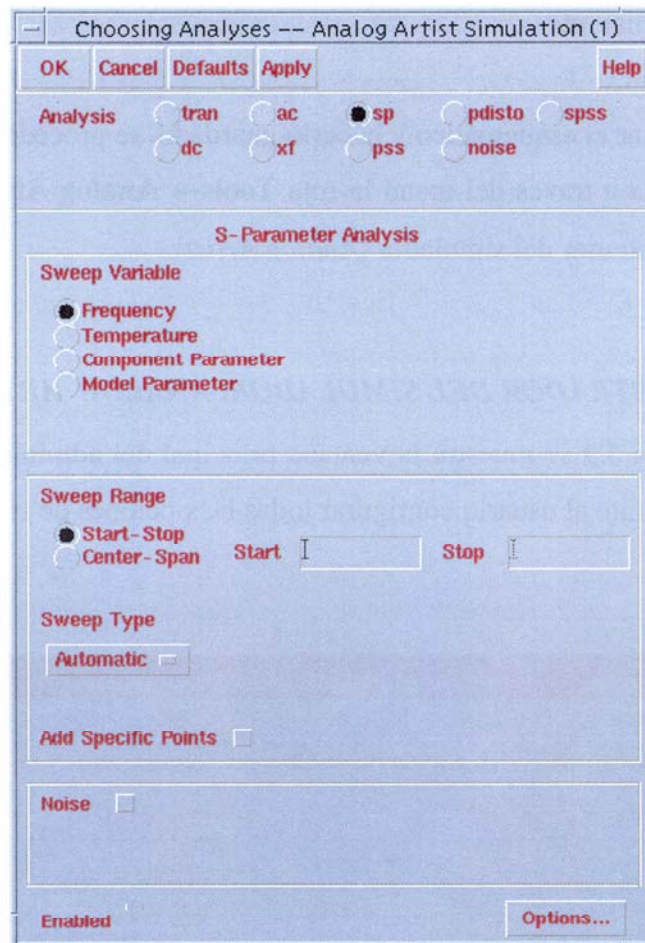 Choosing Analyses -- Analog Artist Simulation (1)
OK Cancel Defaults Apply Help
Analysis tran ac sp pdisto spss
dc xf pss noise
S-Parameter Analysis
Sweep Variable
Frequency
Temperature
Component Parameter
Model Parameter
Sweep Range
Start-Stop
Center-Span Start Stop
Sweep Type
Automatic
Add Specific Points
Noise
Enabled Options...